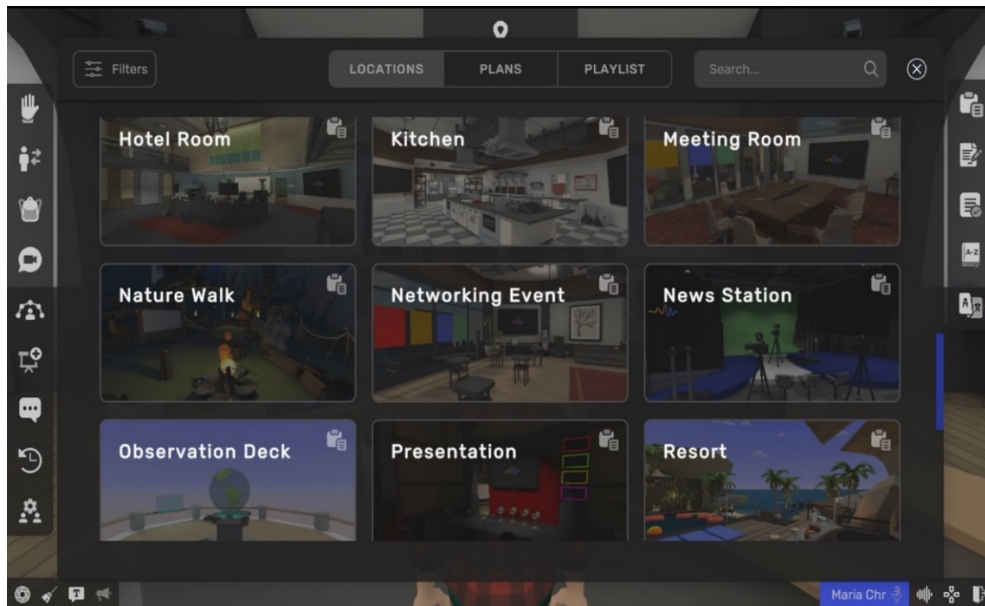 Filters
LOCATIONS
PLANS
PLAYLIST
Search...
Hotel Room
Kitchen
Meeting Room
Nature Walk
Networking Event
News Station
Observation Deck
Presentation
Resort
A-Z
Maria Chr